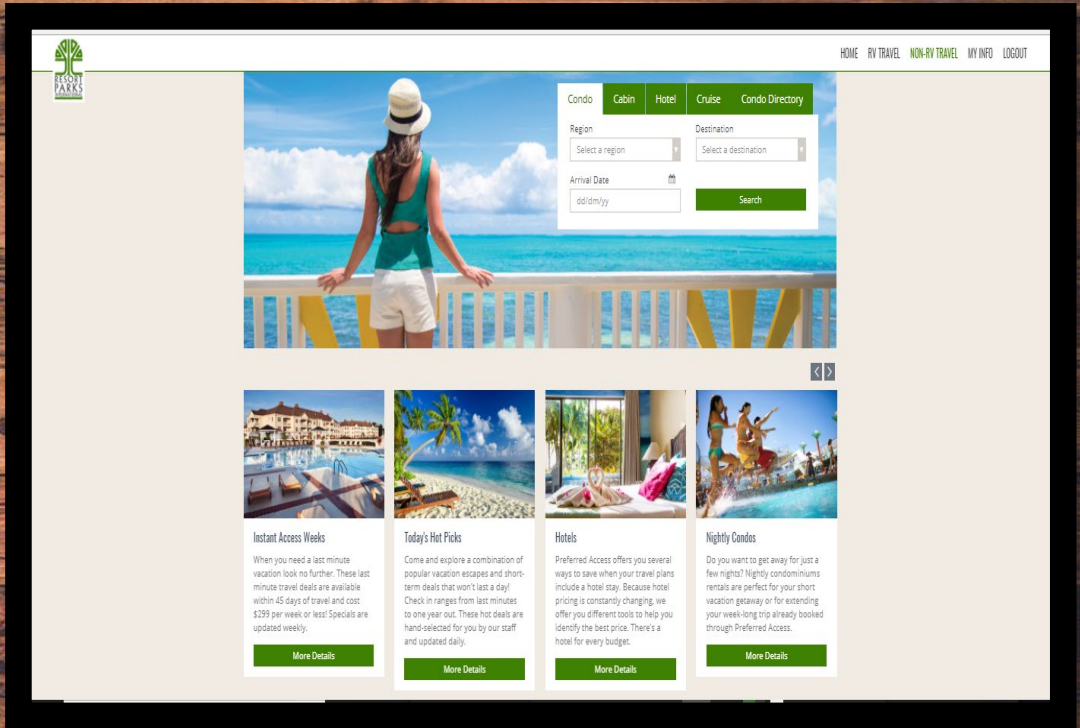 HOME RV TRAVEL NON-RV TRAVEL MY INFO LOGOUT
RESORT
PARKS
INTERNATIONAL
Condo Cabin Hotel Cruise Condo Directory
Region Destination
Select a region Select a destination
Arrival Date
dd/dm/yy Search
Instant Access Weeks
When you need a last minute
vacation look no further. These last
minute travel deals are available
within 45 days of travel and cost
$299 per week or less! Specials are
updated weekly.
More Details
Today's Hot Picks
Come and explore a combination of
popular vacation escapes and short-
term deals that won't last a day!
Check in ranges from last minutes
to one year out. These hot deals are
hand-selected for you by our staff
and updated daily.
More Details
Hotels
Preferred Access offers you several
ways to save when your travel plans
include a hotel stay. Because hotel
pricing is constantly changing, we
offer you different tools to help you
identify the best price. There's a
hotel for every budget.
More Details
Nightly Condos
Do you want to get away for just a
few nights? Nightly condominiums
rentals are perfect for your short
vacation getaway or for extending
your week-long trip already booked
through Preferred Access.
More Details